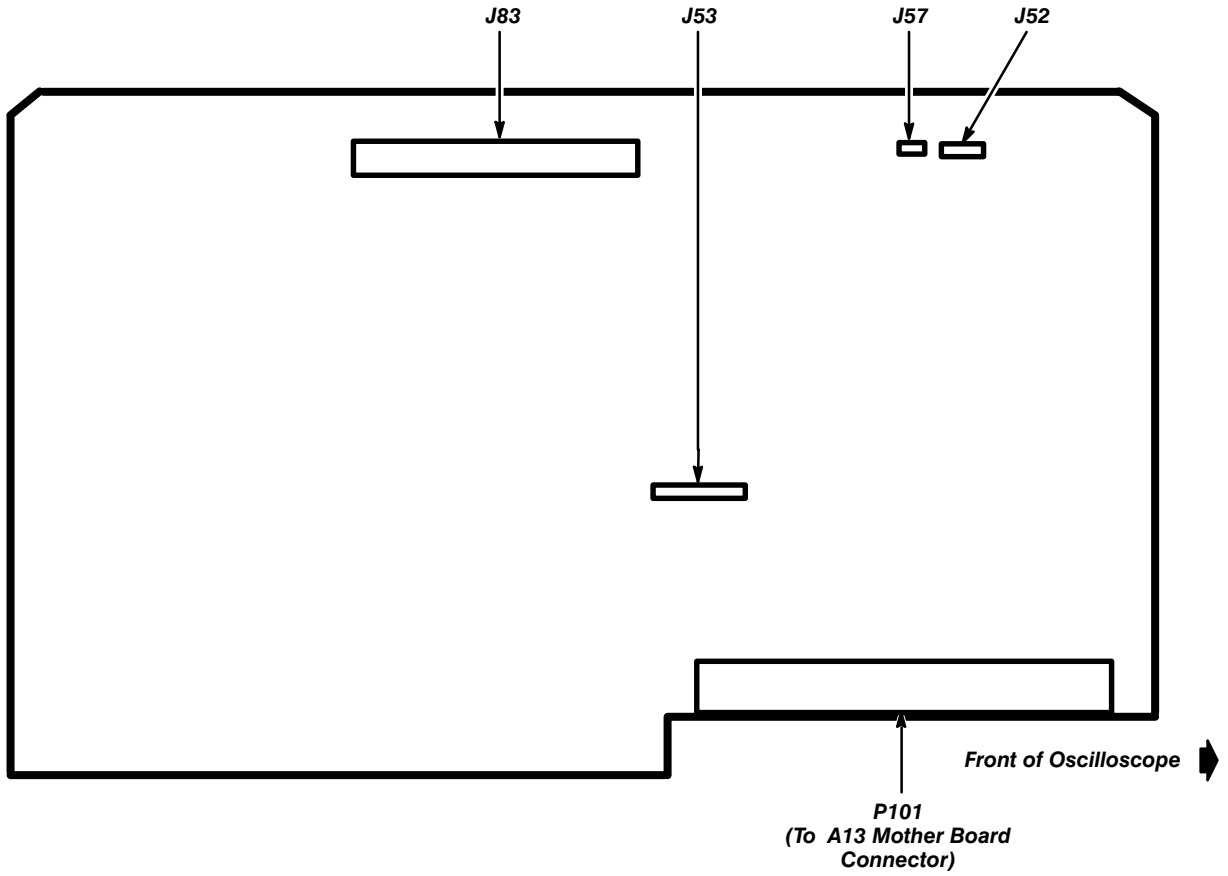 J83
J53
J57
J52
Front of Oscilloscope
P101
(To A13 Mother Board
Connector)